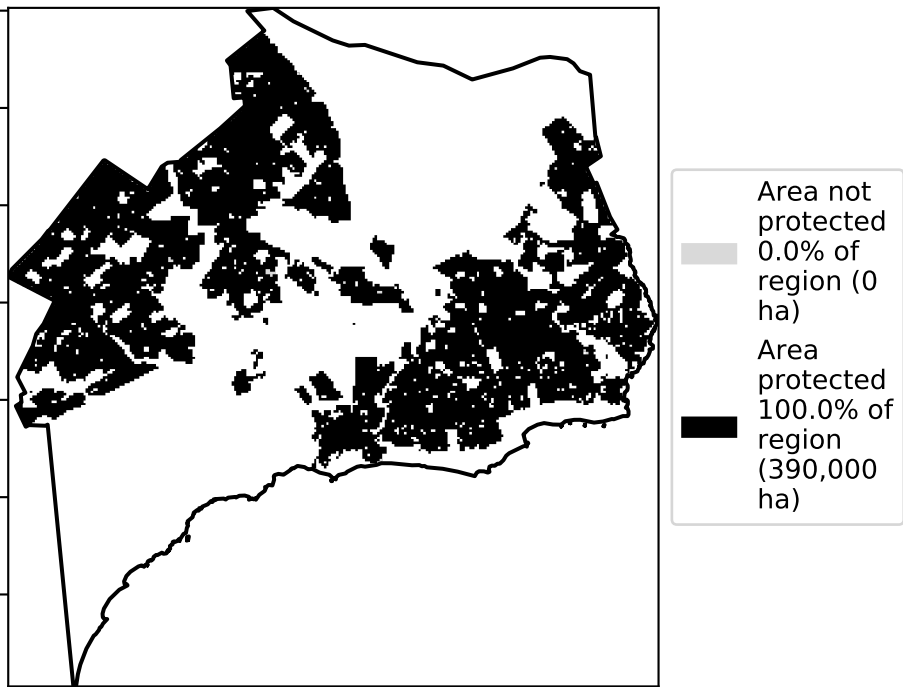 Area not
protected
0.0% of
region (0
ha)
Area
protected
100.0% of
region
(390,000
ha)